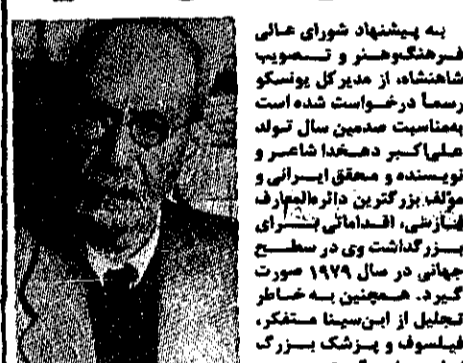 به پیشنهاد شورای عالی
فرهنگ‌وهنر و تصویب
شاهنشاه، از مدیرکل یونسکو
رسماً درخواست شده است
به‌مناسبت صدمین سال تولد
علی‌اکبر دهخدا شاعر و
نویسنده و محقق ایرانی و
مؤلف بزرگترین دائرةالمعارف
فارسی، اقداماتی برای
بزرگداشت وی در سطح
جهانی در سال ۱۹۷۹ صورت
گیرد. همچنین به خاطر
تجلیل از ابن‌سینا متفکر،
فیلسوف و پزشک بزرگ